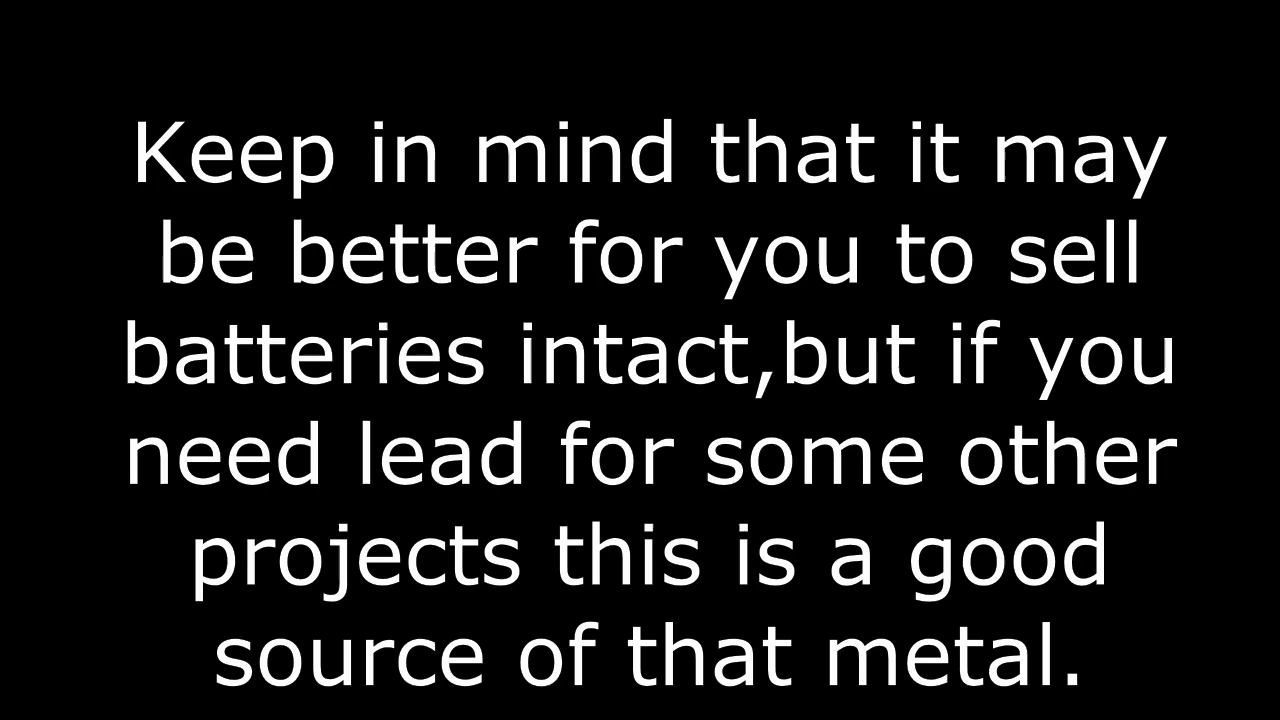 Keep in mind that it may
be better for you to sell
batteries intact,but if you
need lead for some other
projects this is a good
source of that metal.